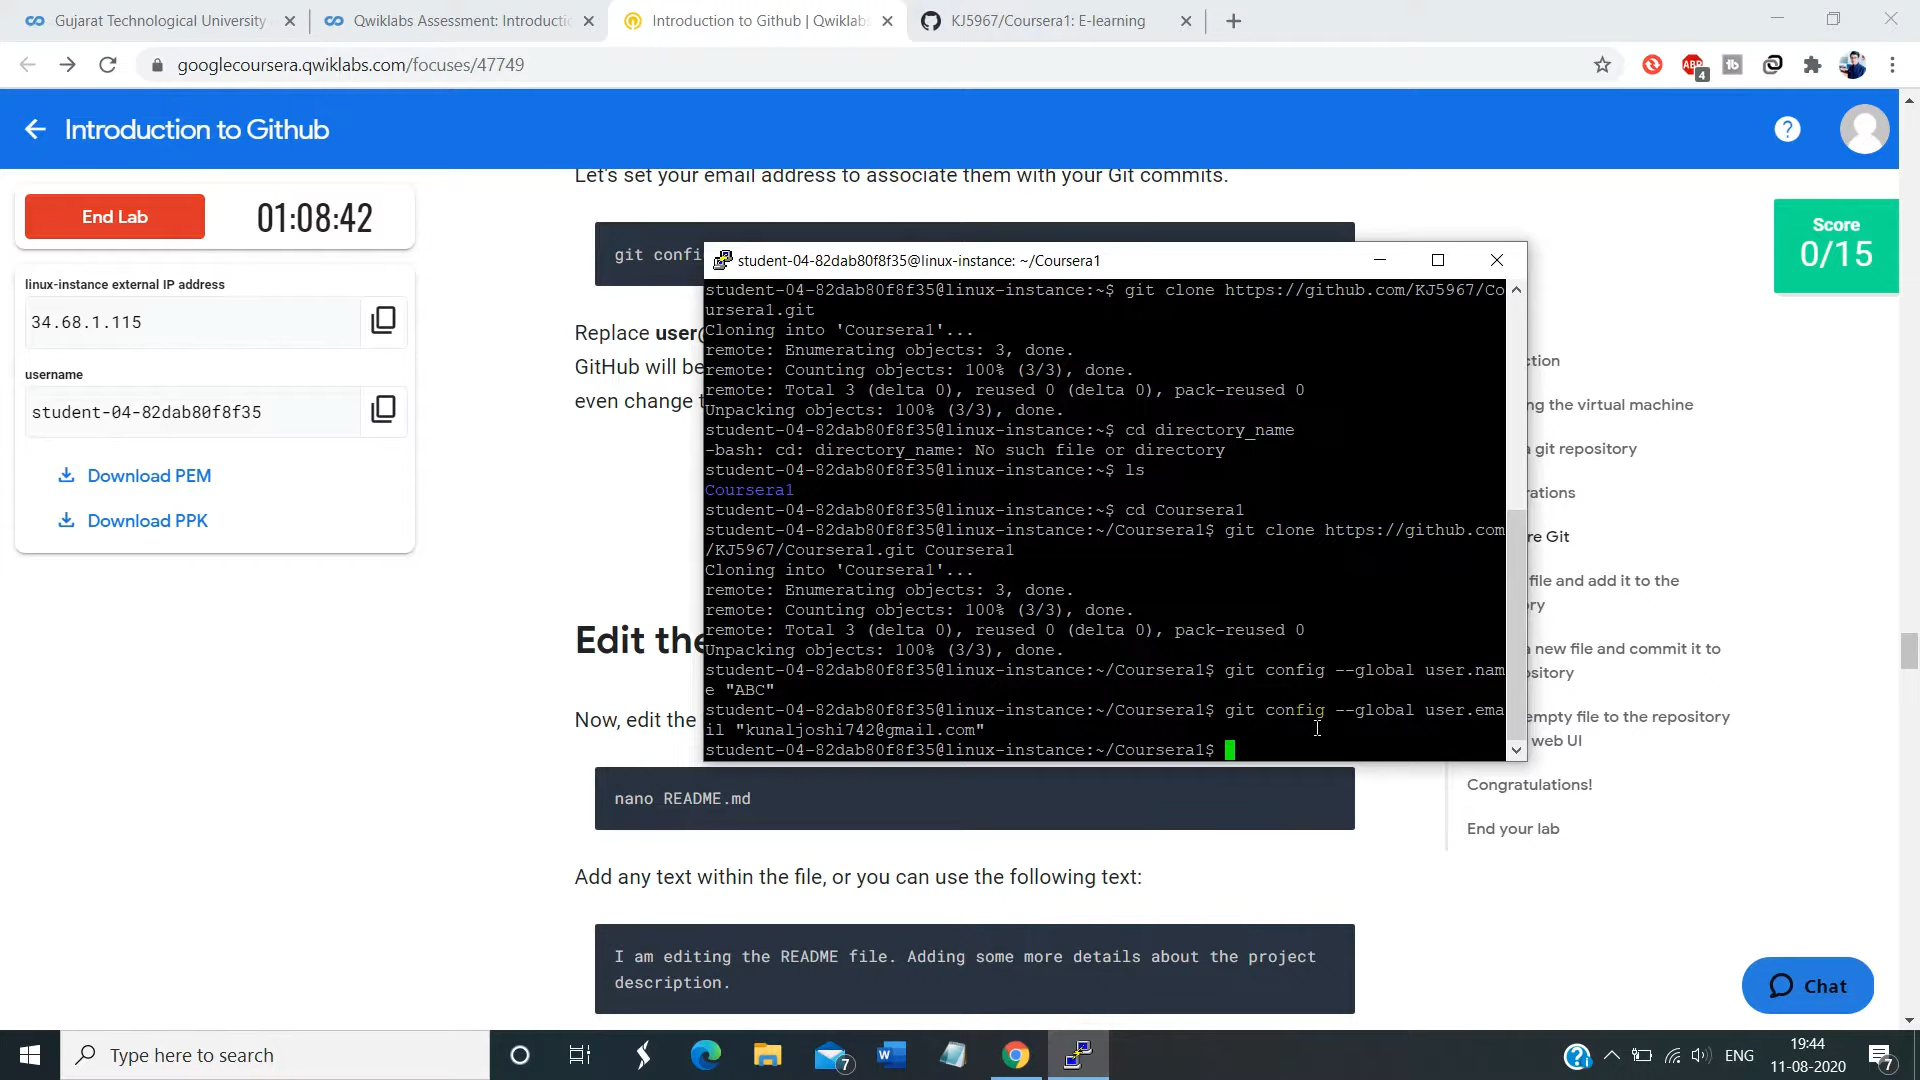 Gujarat Technological University
Qwiklabs Assessment: Introductio
Introduction to Github | Qwiklabs
KJ5967/Coursera1: E-learning
googlecoursera.qwiklabs.com/focuses/47749
ABP
4
tb
Introduction to Github
?
End Lab
01:08:42
linux-instance external IP address
34.68.1.115
username
student-04-82dab80f8f35
Download PEM
Download PPK
Let's set your email address to associate them with your Git commits.
git confi
Replace user@
GitHub will be
even change t
Edit the
Now, edit the
nano README.md
Add any text within the file, or you can use the following text:
I am editing the README file. Adding some more details about the project
description.
student-04-82dab80f8f35@linux-instance: ~/Coursera1
student-04-82dab80f8f35@linux-instance:~$ git clone https://github.com/KJ5967/Co
ursera1.git
Cloning into 'Coursera1'...
remote: Enumerating objects: 3, done.
remote: Counting objects: 100% (3/3), done.
remote: Total 3 (delta 0), reused 0 (delta 0), pack-reused 0
Unpacking objects: 100% (3/3), done.
student-04-82dab80f8f35@linux-instance:~$ cd directory_name
-bash: cd: directory_name: No such file or directory
student-04-82dab80f8f35@linux-instance:~$ ls
Coursera1
student-04-82dab80f8f35@linux-instance:~$ cd Coursera1
student-04-82dab80f8f35@linux-instance:~/Coursera1$ git clone https://github.com
/KJ5967/Coursera1.git Coursera1
Cloning into 'Coursera1'...
remote: Enumerating objects: 3, done.
remote: Counting objects: 100% (3/3), done.
remote: Total 3 (delta 0), reused 0 (delta 0), pack-reused 0
Unpacking objects: 100% (3/3), done.
student-04-82dab80f8f35@linux-instance:~/Coursera1$ git config --global user.nam
e "ABC"
student-04-82dab80f8f35@linux-instance:~/Coursera1$ git config --global user.ema
il "kunaljoshi742@gmail.com"
student-04-82dab80f8f35@linux-instance:~/Coursera1$
Score
0/15
ction
ng the virtual machine
a git repository
rations
re Git
file and add it to the
ry
a new file and commit it to
pository
empty file to the repository
web UI
Congratulations!
End your lab
Chat
Type here to search
7
W
ENG
19:44
11-08-2020
7